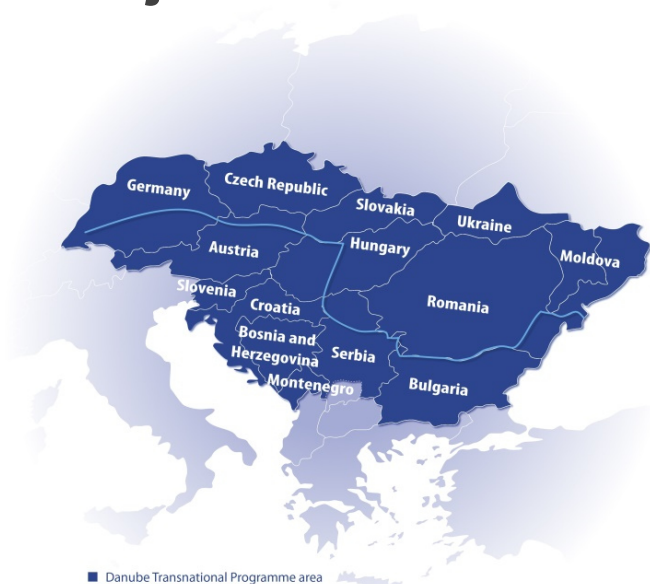 Germany
Czech Republic
Slovakia
Ukraine
Austria
Hungary
Moldova
Slovenia
Croatia
Romania
Bosnia and
Herzegovina
Serbia
Montenegro
Bulgaria
Danube Transnational Programme area